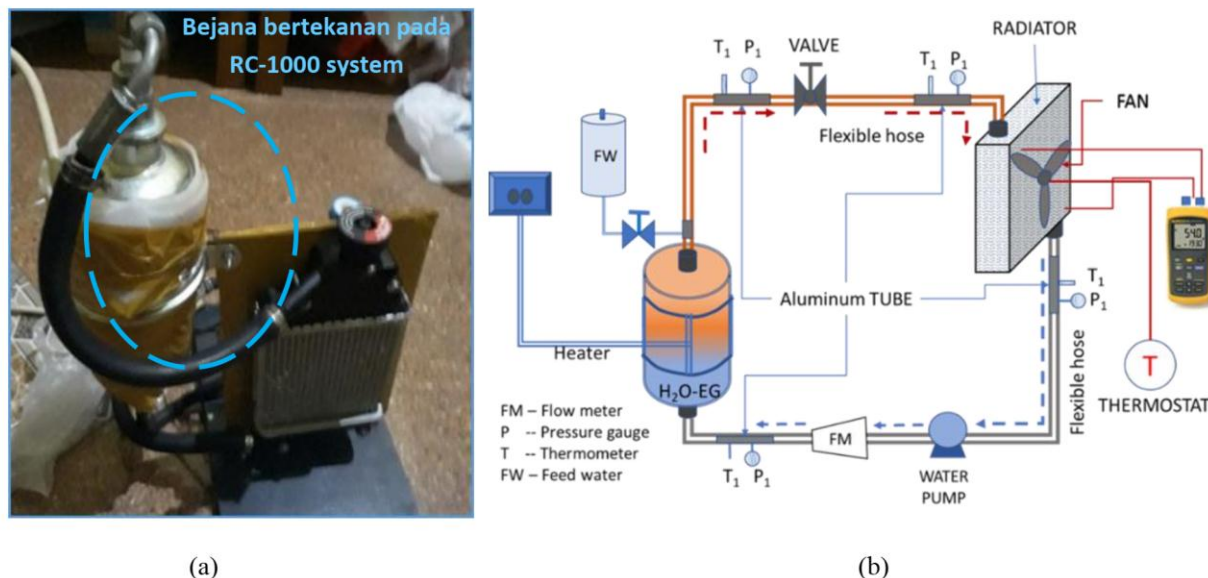 Bejana bertekanan pada
RC-1000 system
T1 P1
VALVE
T1 P1
RADIATOR
FAN
FW
Flexible hose
54.0
T1
P1
Aluminum TUBE
Heater
H2O-EG
Flexible hose
T
THERMOSTAT
FM – Flow meter
P -- Pressure gauge
T -- Thermometer
FW – Feed water
T1 P1
FM
WATER
PUMP
(a)
(b)